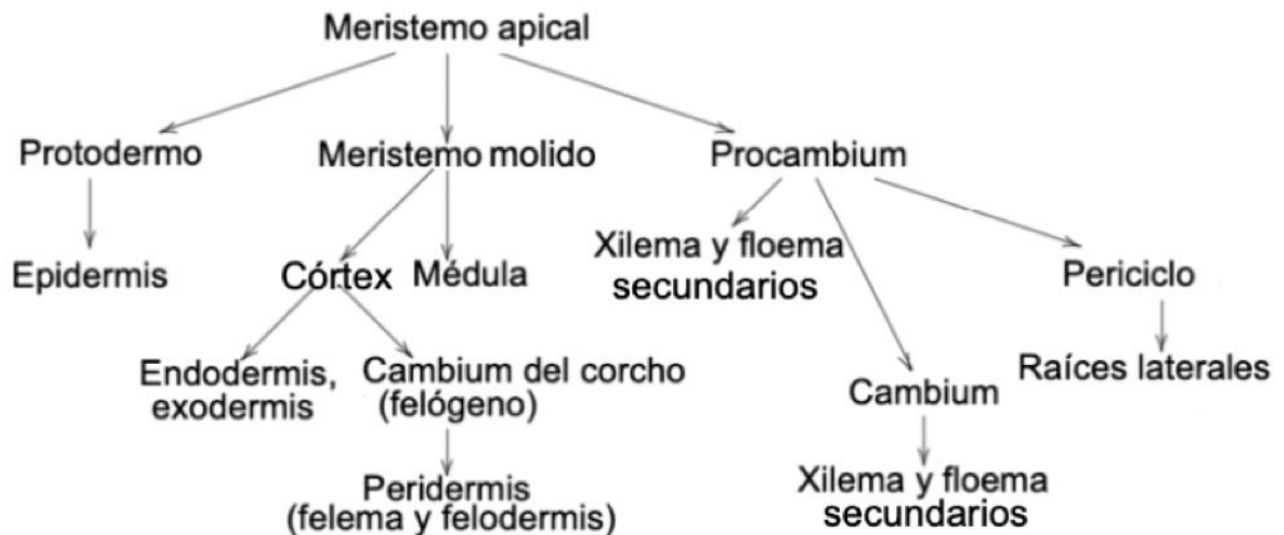 Meristemo apical
Protodermo
Meristemo molido
Procambium
Epidermis
Córtex
Médula
Xilema y floema
secundarios
Periciclo
Endodermis,
exodermis
Cambium del corcho
(felógeno)
Cambium
Raíces laterales
Peridermis
(felema y felodermis)
Xilema y floema
secundarios